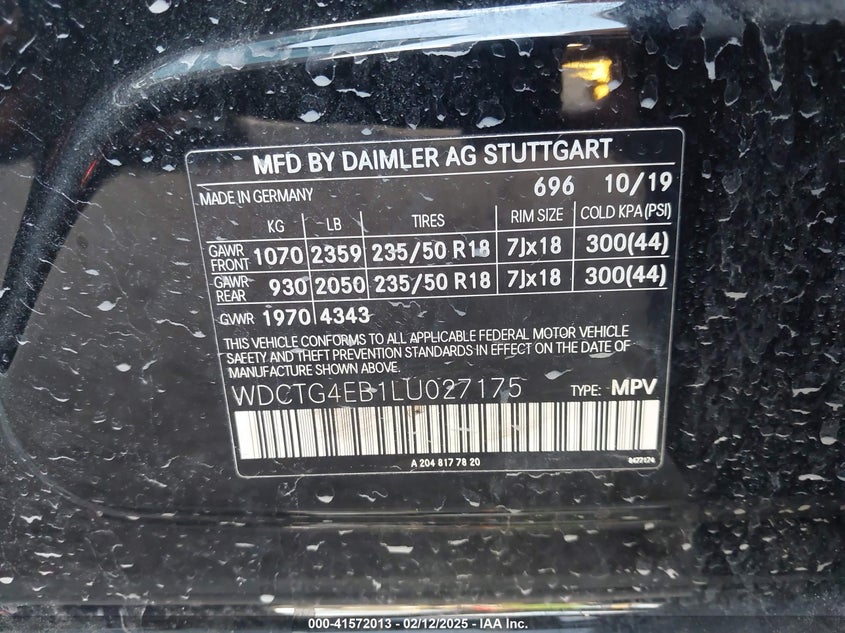 MFD BY DAIMLER AG STUTTGART
MADE IN GERMANY 696 10/19
KG LB TIRES RIM SIZE COLD KPA (PSI)
GAWR FRONT 1070 2359 235/50 R18 7Jx18 300(44)
GAWR REAR 930 2050 235/50 R18 7Jx18 300(44)
GVWR 1970 4343
THIS VEHICLE CONFORMS TO ALL APPLICABLE FEDERAL MOTOR VEHICLE
SAFETY AND THEFT PREVENTION STANDARDS IN EFFECT ON THE DATE OF
MANUFACTURE SHOWN ABOVE.
WDCTG4EB1LU027175 TYPE: MPV
A 204 817 78 20
000-41572013 - 02/12/2025 - IAA Inc.